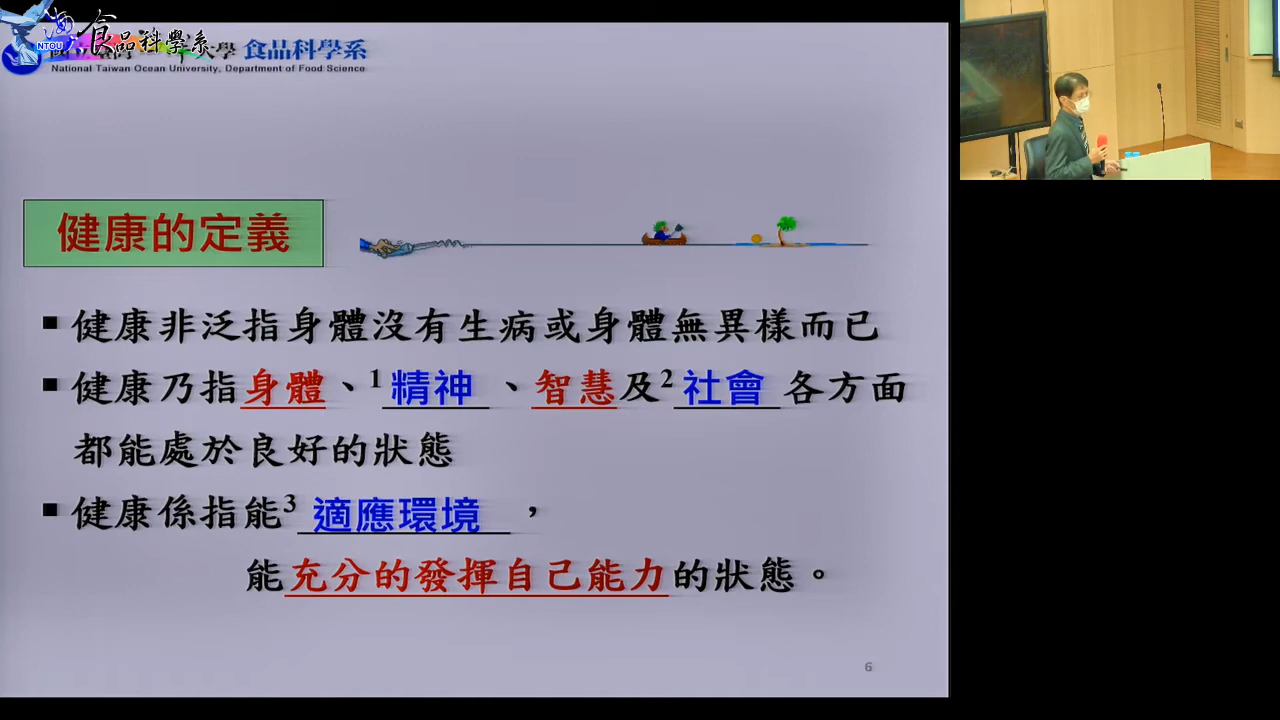 食品科學系
NTOU
大學 食品科學系
National Taiwan Ocean University, Department of Food Science
健康的定義
▪ 健康非泛指身體沒有生病或身體無異樣而已
▪ 健康乃指身體、1 精神 、智慧及2 社會 各方面
都能處於良好的狀態
▪ 健康係指能3 適應環境 ，
能充分的發揮自己能力的狀態。
6